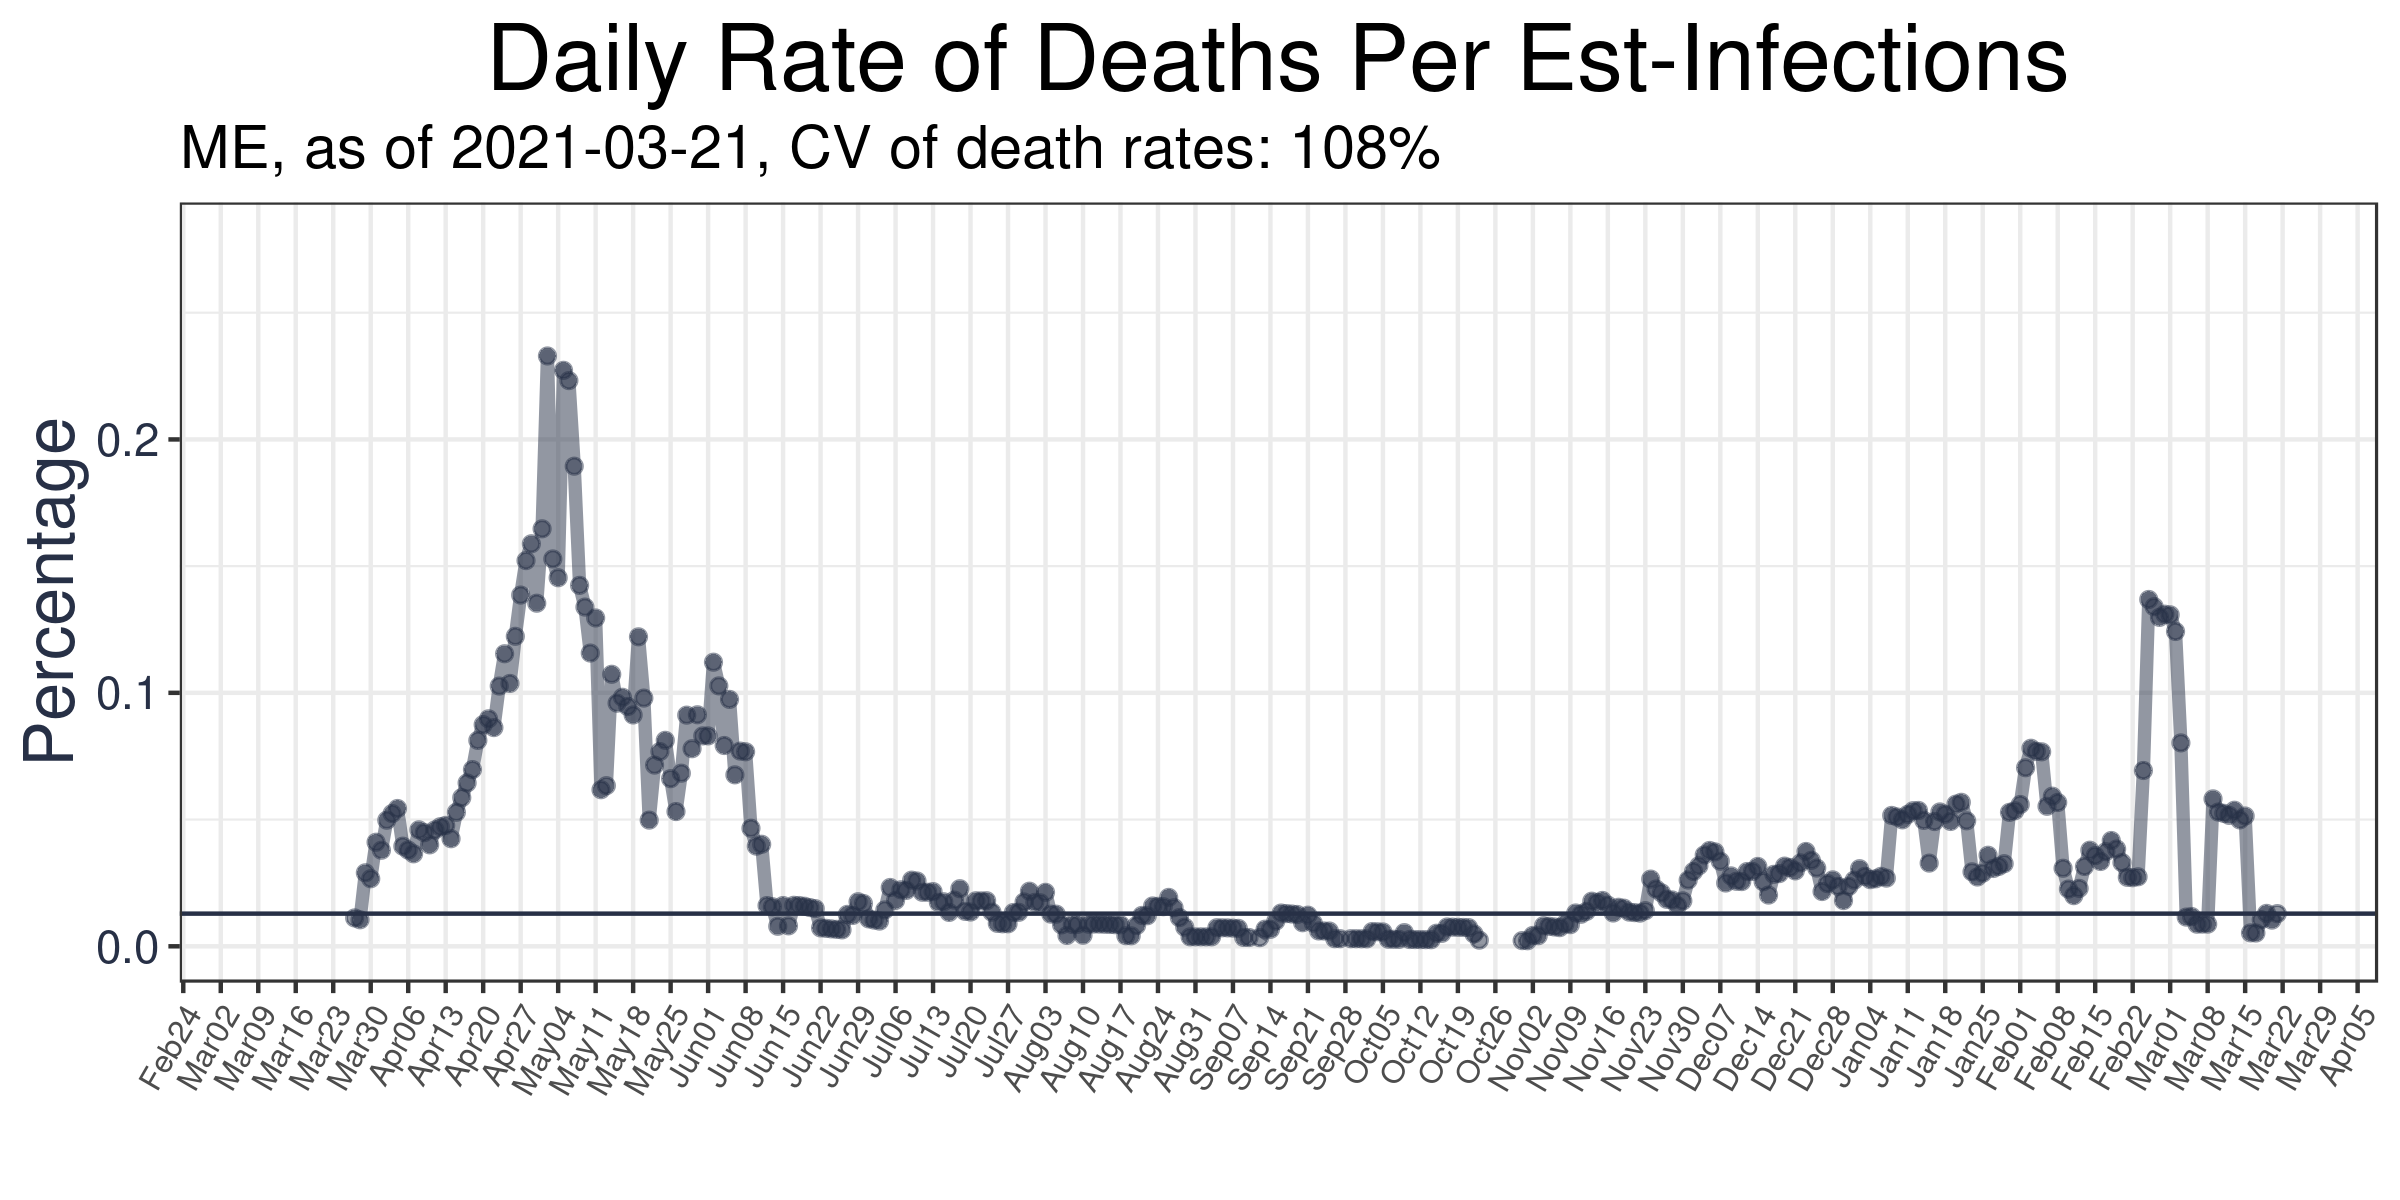 Daily Rate of Deaths Per Est-Infections
ME, as of 2021-03-21, CV of death rates: 108%
Percentage
0.2
0.1
0.0
Feb24
Mar02
Mar09
Mar16
Mar23
Mar30
Apr06
Apr13
Apr20
Apr27
May04
May11
May18
May25
Jun01
Jun08
Jun15
Jun22
Jun29
Jul06
Jul13
Jul20
Jul27
Aug03
Aug10
Aug17
Aug24
Aug31
Sep07
Sep14
Sep21
Sep28
Oct05
Oct12
Oct19
Oct26
Nov02
Nov09
Nov16
Nov23
Nov30
Dec07
Dec14
Dec21
Dec28
Jan04
Jan11
Jan18
Jan25
Feb01
Feb08
Feb15
Feb22
Mar01
Mar08
Mar15
Mar22
Mar29
Apr05